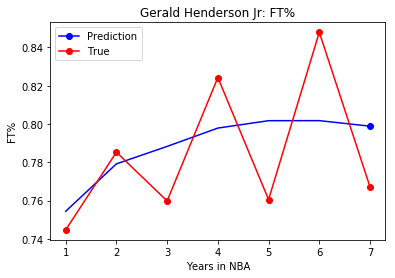 Gerald Henderson Jr: FT%
Prediction
True
0.84
0.82
0.80
0.78
0.76
0.74
FT%
1 2 3 4 5 6 7
Years in NBA